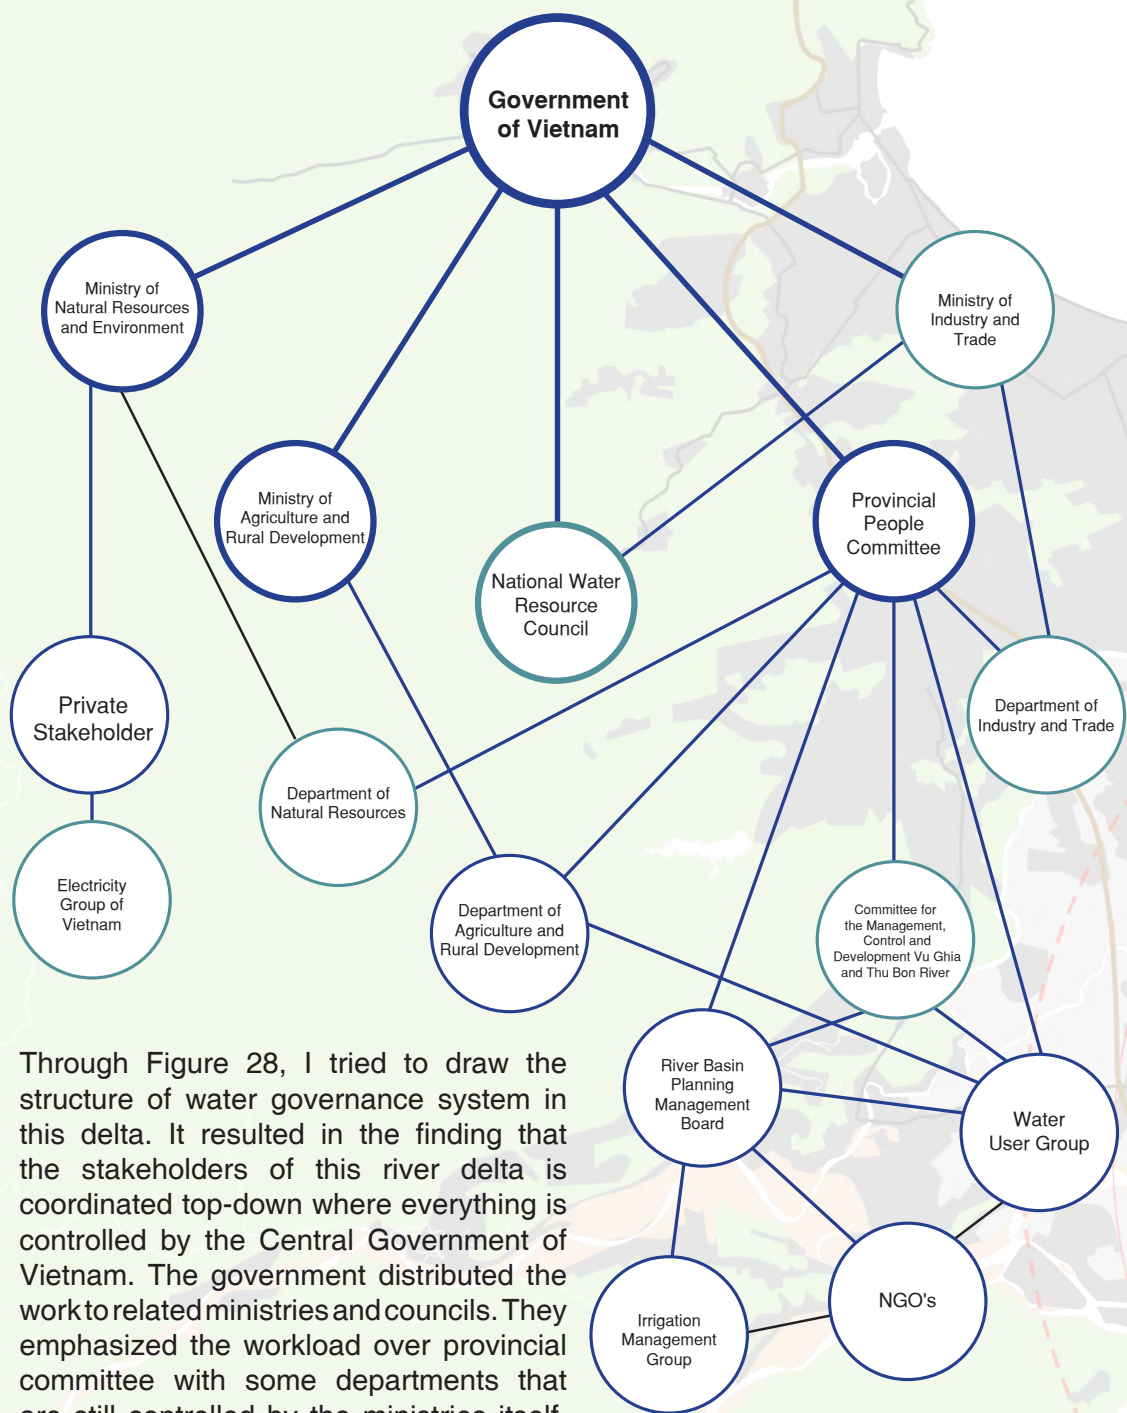 Government
of Vietnam
Ministry of
Natural Resources
and Environment
Ministry of
Industry and
Trade
Ministry of
Agriculture and
Rural Development
Provincial
People
Committee
National Water
Resource
Council
Private
Stakeholder
Department of
Industry and Trade
Department of
Natural Resources
Electricity
Group of
Vietnam
Department of
Agriculture and
Rural Development
Committee for
the Management,
Control and
Development Vu Ghia
and Thu Bon River
River Basin
Planning
Management
Board
Water
User Group
NGO's
Irrigation
Management
Group
Through Figure 28, I tried to draw the
structure of water governance system in
this delta. It resulted in the finding that
the stakeholders of this river delta is
coordinated top-down where everything is
controlled by the Central Government of
Vietnam. The government distributed the
work to related ministries and councils. They
emphasized the workload over provincial
committee with some departments that
are still controlled by the ministries itself.